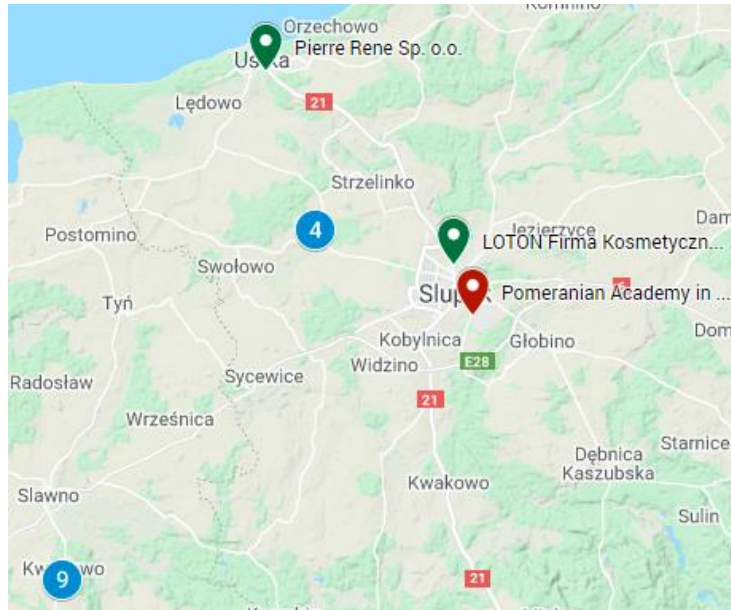 Orzechowo
Pierre Rene Sp. o.o.
Lędowo
21
Strzelinko
Postomino
4
Jezierzyce
LOTON Firma Kosmetyczn...
Swołowo
Tyń
Pomeranian Academy in ...
Kobylnica
Głobino
Widzino
E28
Radosław
Sycewice
21
Wrześnica
Starnice
Dębnica
Kaszubska
Slawno
Kwakowo
Sulin
9
21